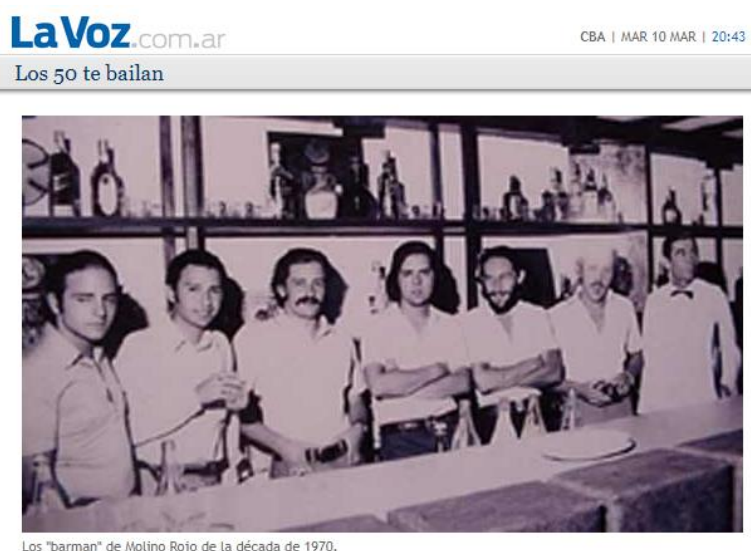 LaVoz.com.ar
CBA | MAR 10 MAR | 20:43
Los 50 te bailan
Los "barman" de Molino Rojo de la década de 1970.